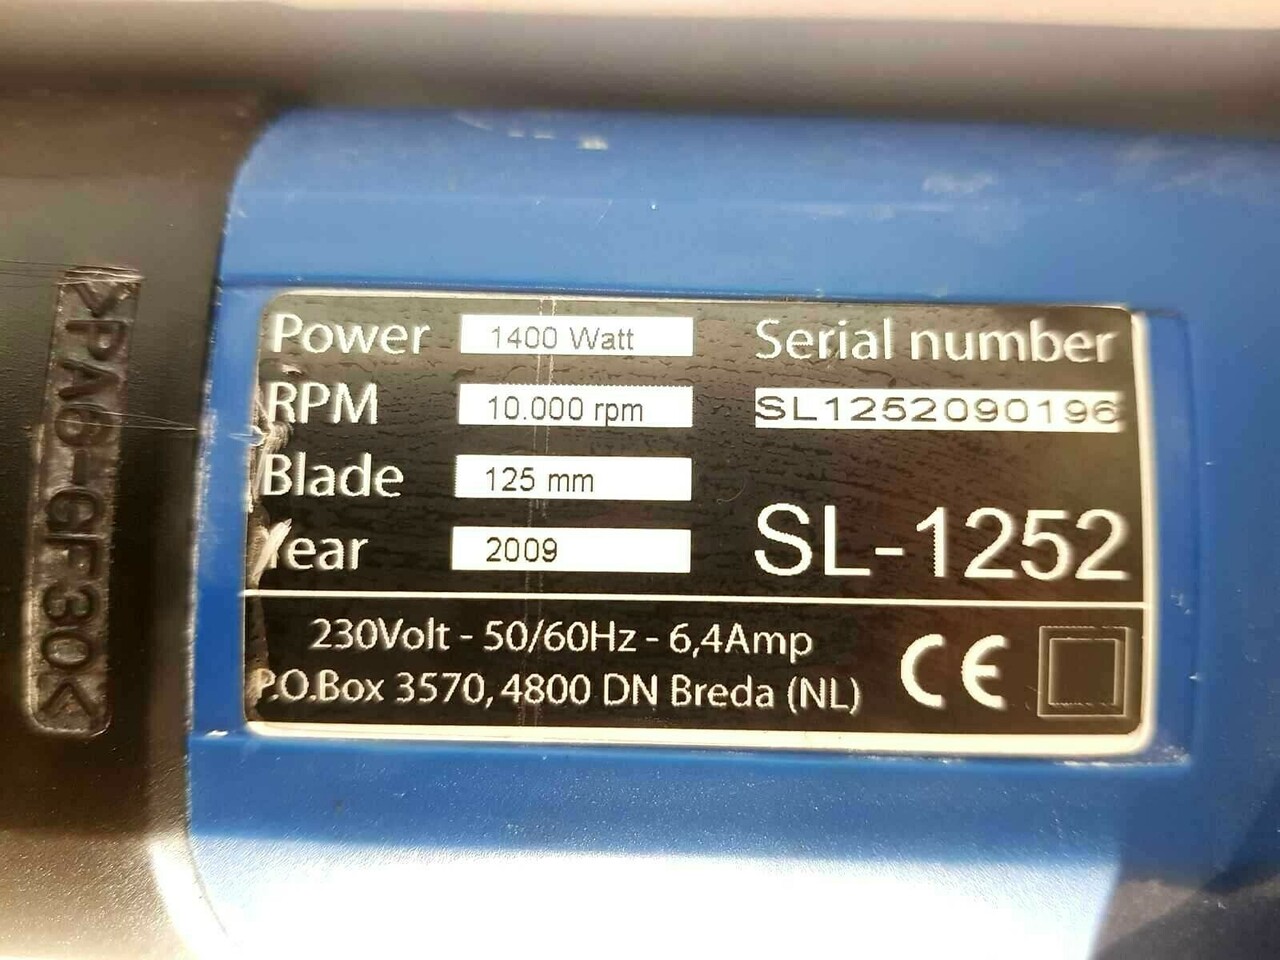 Power 1400 Watt
RPM 10.000 rpm
Blade 125 mm
Year 2009
Serial number
SL1252090196
SL-1252
230Volt - 50/60Hz - 6,4Amp
P.O.Box 3570, 4800 DN Breda (NL)
CE
>PA6-GF30<